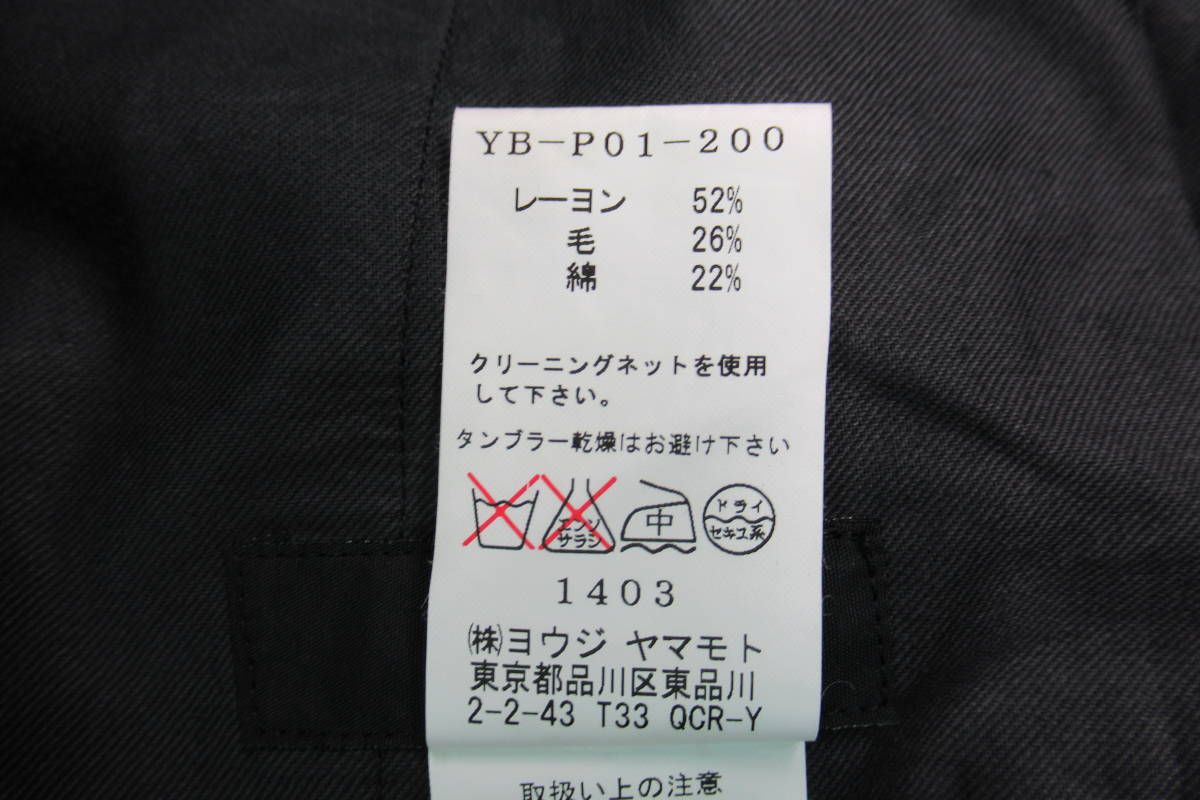 YB-P01-200
レーヨン 52%
毛 26%
綿 22%
クリーニングネットを使用
して下さい。
タンブラー乾燥はお避け下さい
エンソ
サラシ
中
ドライ
セキユ系
1403
㈱ヨウジ ヤマモト
東京都品川区東品川
2-2-43 T33 QCR-Y
取扱い上の注意